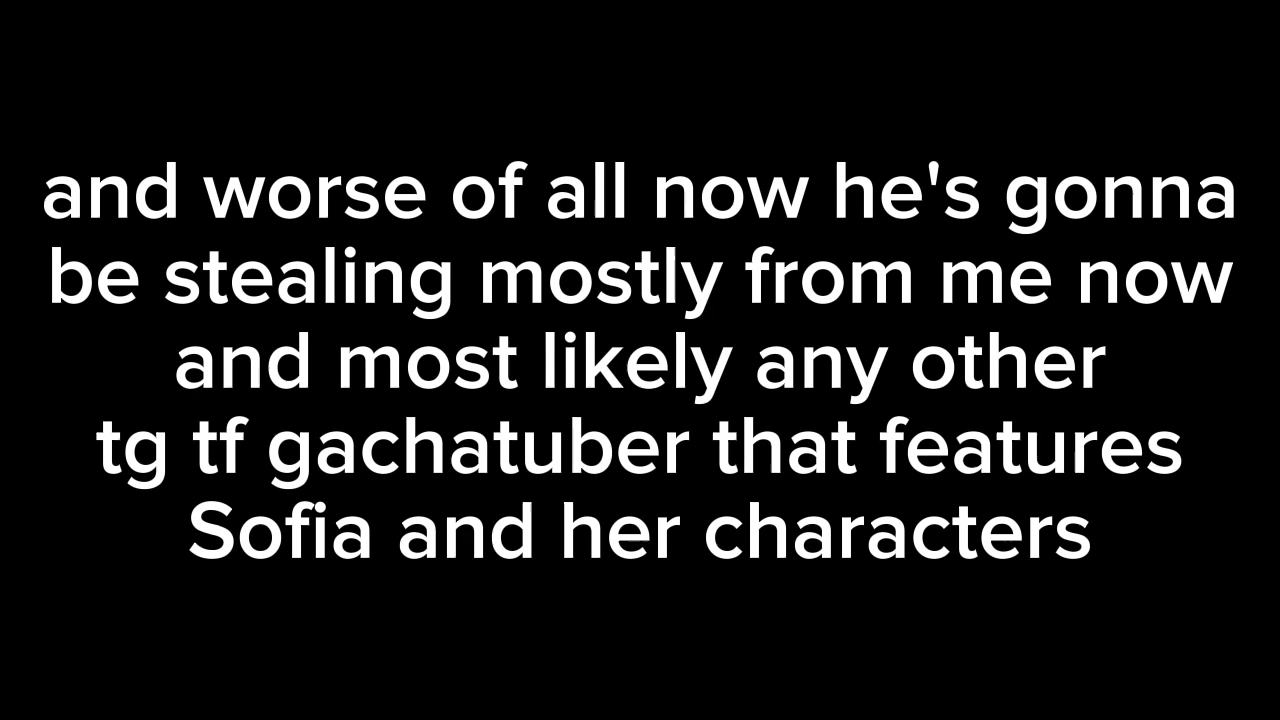 and worse of all now he's gonna
be stealing mostly from me now
and most likely any other
tg tf gachatuber that features
Sofia and her characters